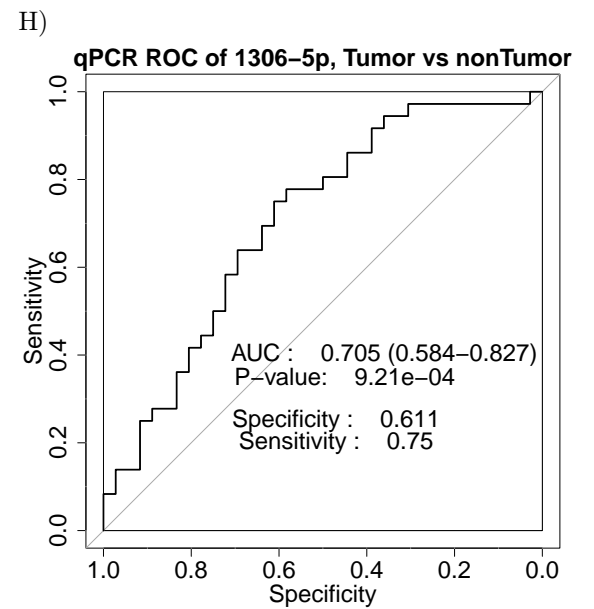 H)
qPCR ROC of 1306−5p, Tumor vs nonTumor
1.0
0.8
0.6
0.4
0.2
0.0
Sensitivity
AUC : 0.705 (0.584−0.827)
P−value: 9.21e−04
Specificity : 0.611
Sensitivity : 0.75
1.0 0.8 0.6 0.4 0.2 0.0
Specificity